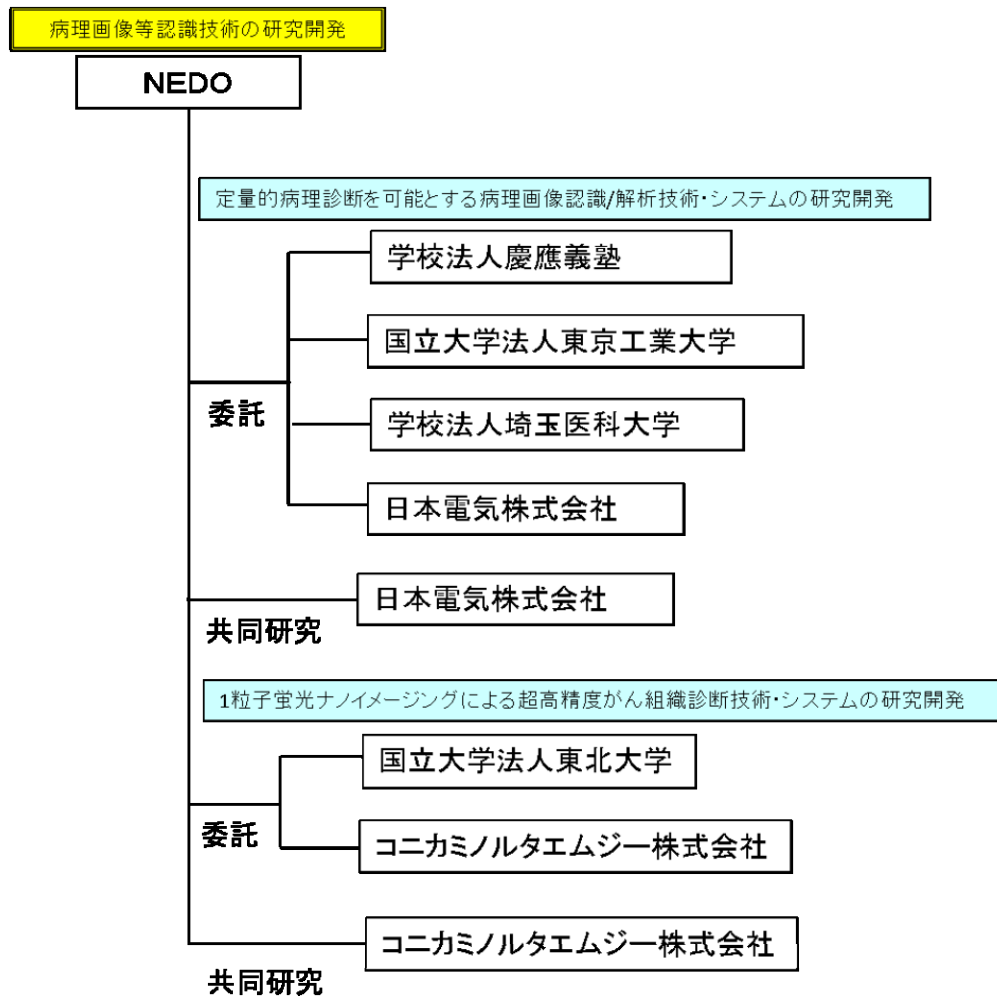 病理画像等認識技術の研究開発
NEDO
定量的病理診断を可能とする病理画像認識/解析技術・システムの研究開発
学校法人慶應義塾
国立大学法人東京工業大学
委託
学校法人埼玉医科大学
日本電気株式会社
日本電気株式会社
共同研究
1粒子蛍光ナノイメージングによる超高精度がん組織診断技術・システムの研究開発
国立大学法人東北大学
委託
コニカミノルタエムジー株式会社
コニカミノルタエムジー株式会社
共同研究